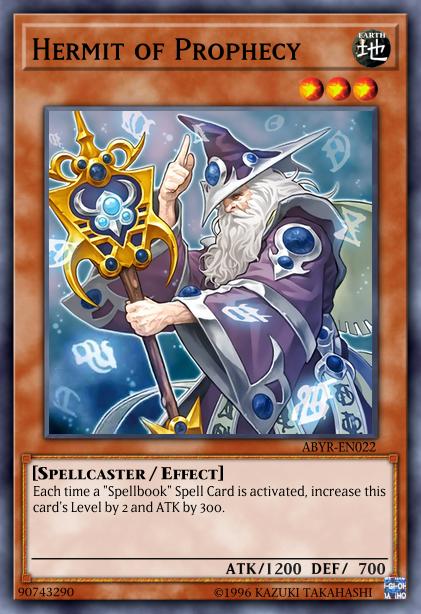 HERMIT OF PROPHECY
EARTH
地
ABYR-EN022
[SPELLCASTER / EFFECT]
Each time a "Spellbook" Spell Card is activated, increase this
card's Level by 2 and ATK by 300.
ATK/1200 DEF/ 700
90743290
©1996 KAZUKI TAKAHASHI